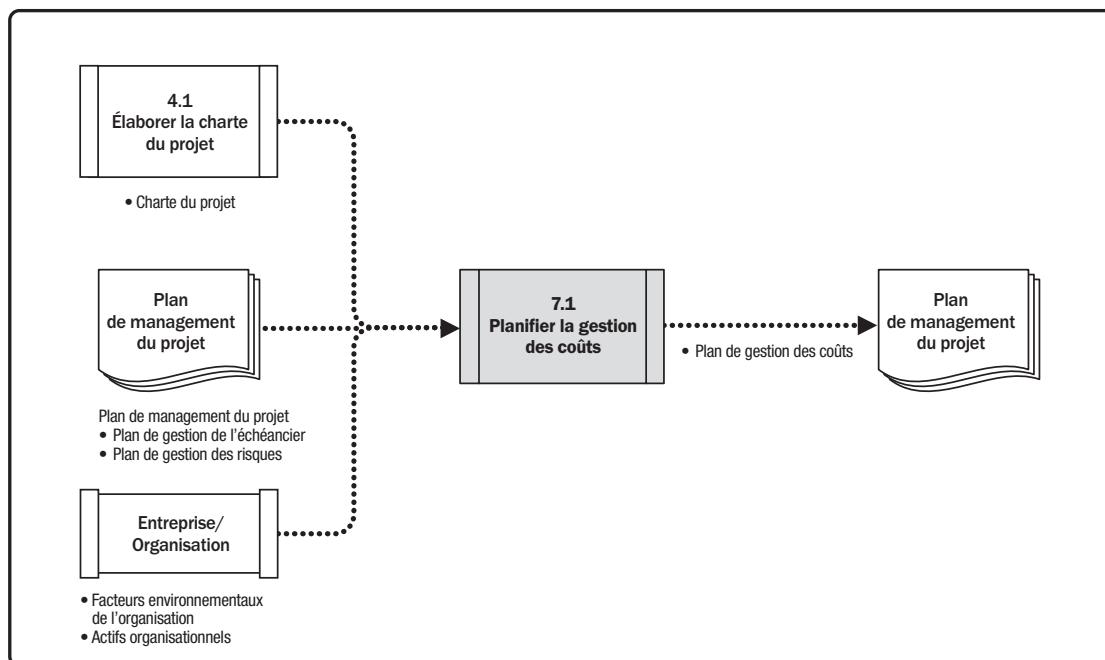 4.1
Élaborer la charte
du projet
• Charte du projet
Plan
de management
du projet
Plan de management du projet
• Plan de gestion de l’échéancier
• Plan de gestion des risques
Entreprise/
Organisation
• Facteurs environnementaux
de l’organisation
• Actifs organisationnels
7.1
Planifier la gestion
des coûts
• Plan de gestion des coûts
Plan
de management
du projet